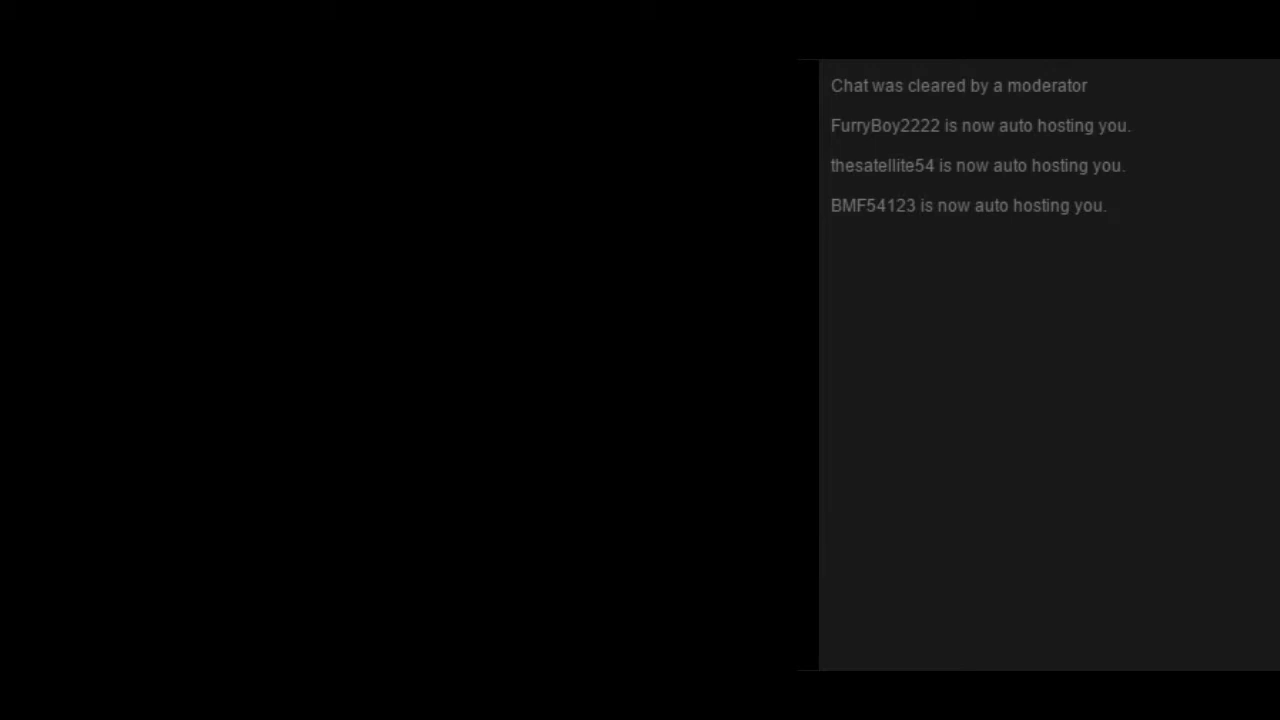 Chat was cleared by a moderator
FurryBoy2222 is now auto hosting you.
thesatellite54 is now auto hosting you.
BMF54123 is now auto hosting you.